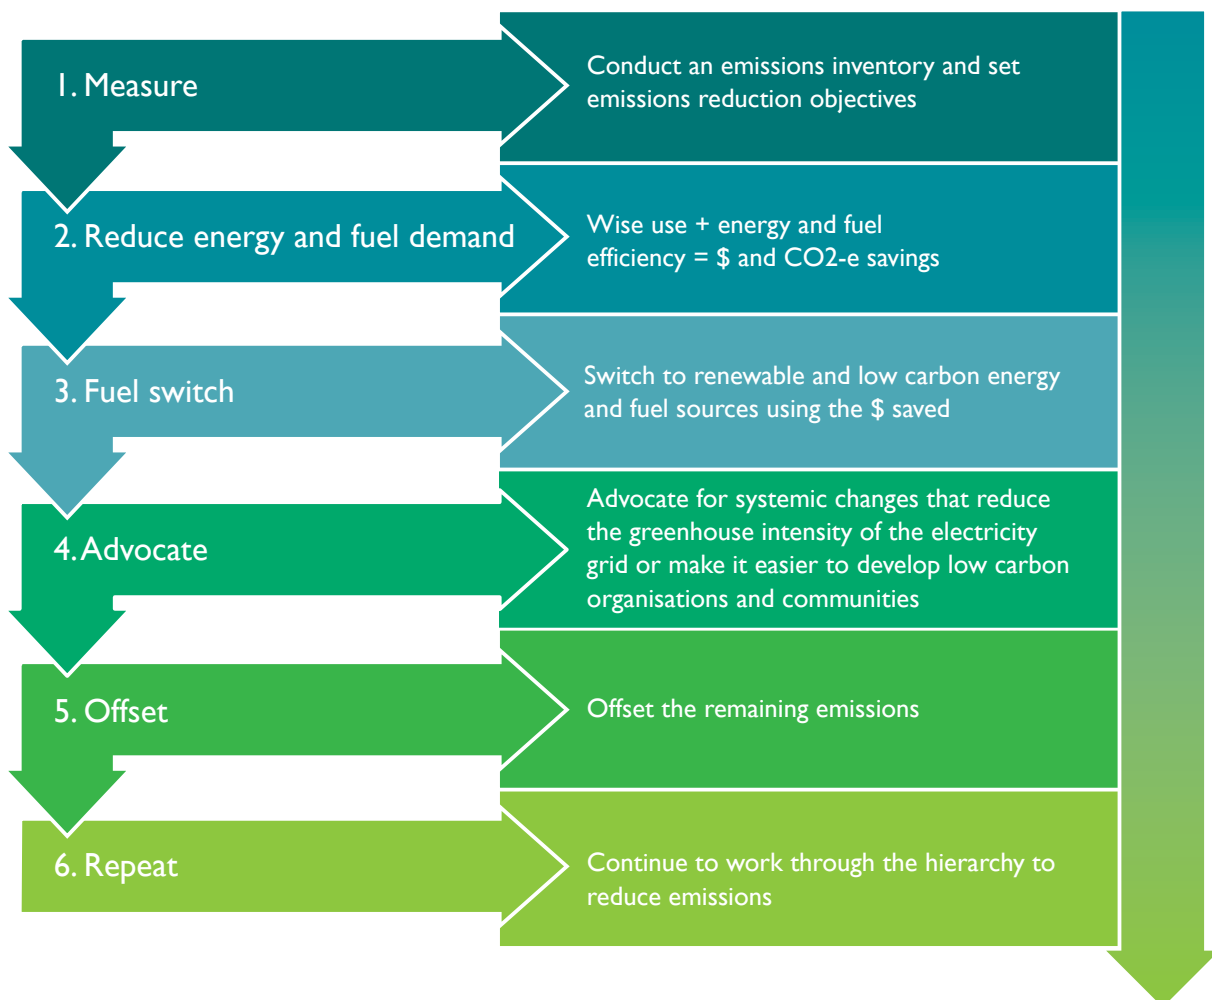 1. Measure
Conduct an emissions inventory and set
emissions reduction objectives
2. Reduce energy and fuel demand
Wise use + energy and fuel
efficiency = $ and CO2-e savings
3. Fuel switch
Switch to renewable and low carbon energy
and fuel sources using the $ saved
4. Advocate
Advocate for systemic changes that reduce
the greenhouse intensity of the electricity
grid or make it easier to develop low carbon
organisations and communities
5. Offset
Offset the remaining emissions
6. Repeat
Continue to work through the hierarchy to
reduce emissions